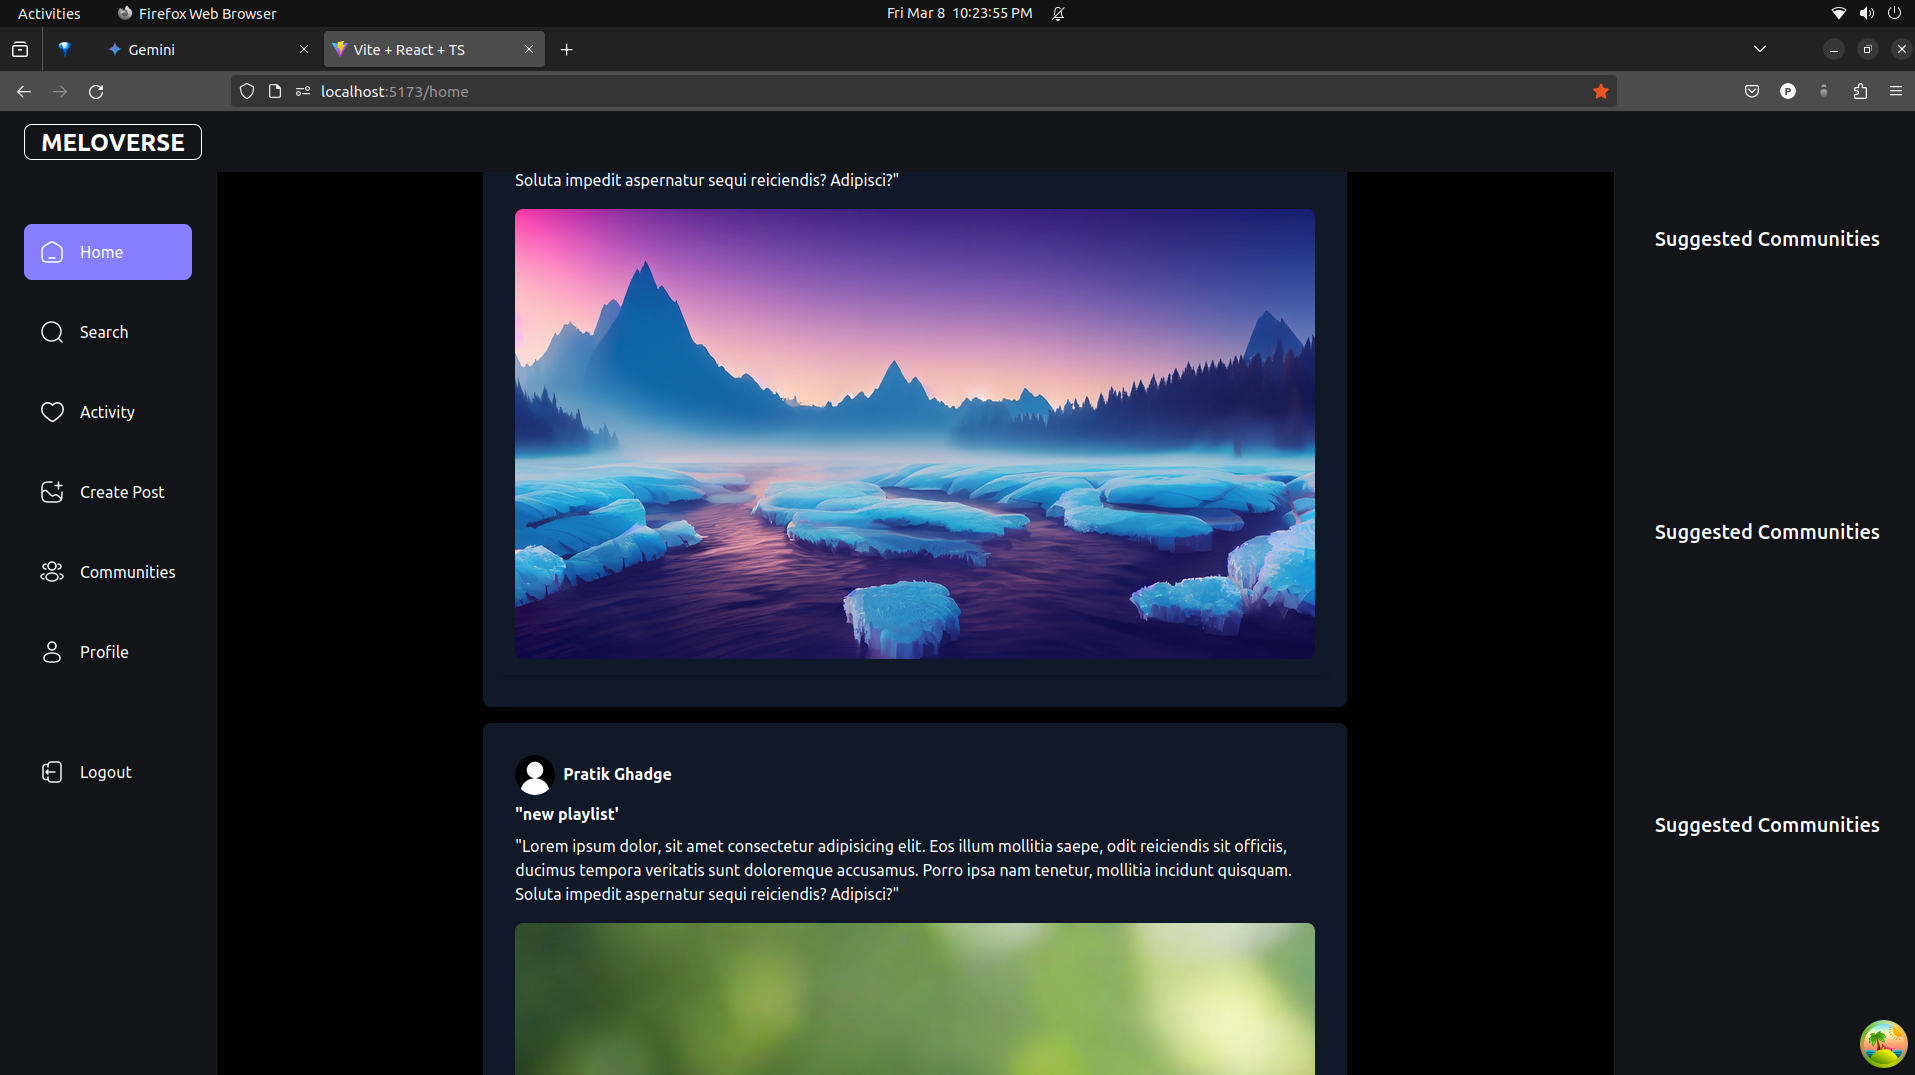 Activities
Firefox Web Browser
Fri Mar 8 10:23:55 PM
Gemini
Vite + React + TS
localhost:5173/home
P
MELOVERSE
Home
Search
Activity
Create Post
Communities
Profile
Logout
Soluta impedit aspernatur sequi reiciendis? Adipisci?"
Pratik Ghadge
"new playlist'
"Lorem ipsum dolor, sit amet consectetur adipisicing elit. Eos illum mollitia saepe, odit reiciendis sit officiis,
ducimus tempora veritatis sunt doloremque accusamus. Porro ipsa nam tenetur, mollitia incidunt quisquam.
Soluta impedit aspernatur sequi reiciendis? Adipisci?"
Suggested Communities
Suggested Communities
Suggested Communities